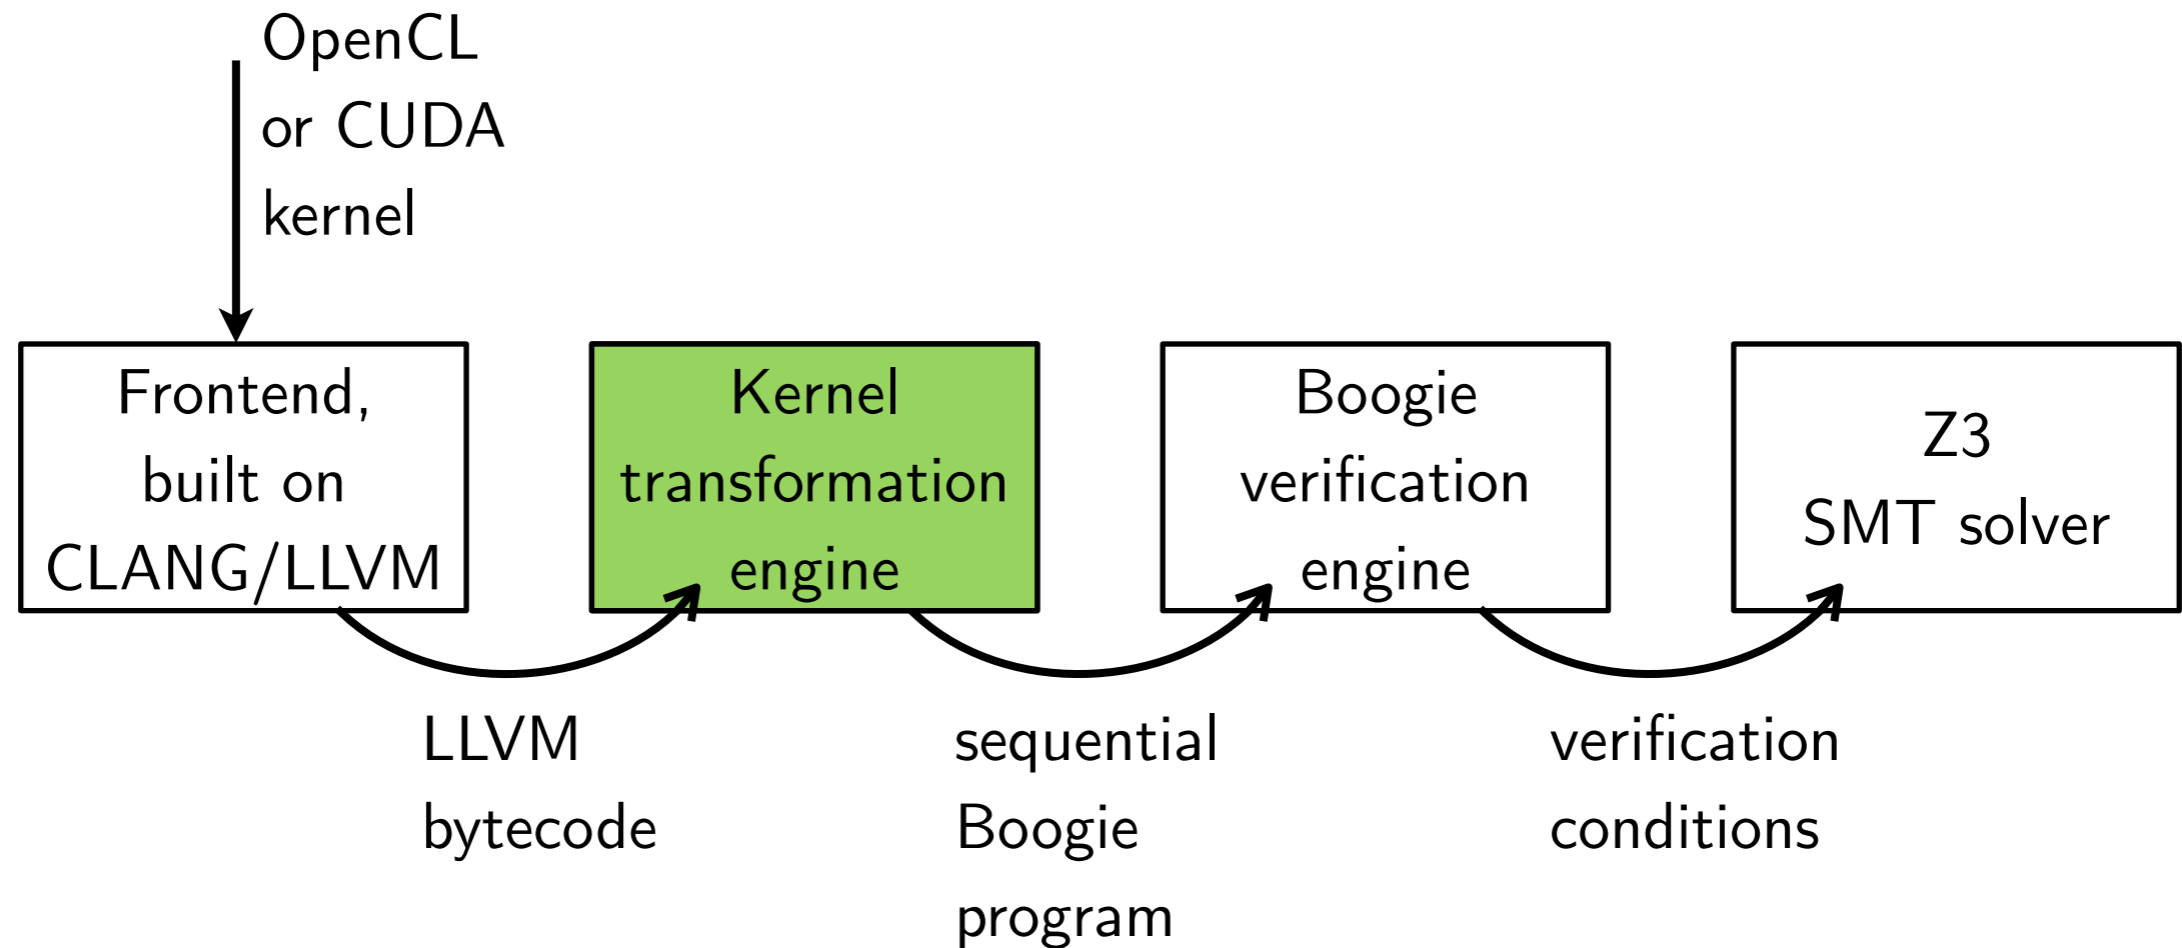 OpenCL
or CUDA
kernel
Frontend,
built on
CLANG/LLVM
Kernel
transformation
engine
Boogie
verification
engine
Z3
SMT solver
LLVM
bytecode
sequential
Boogie
program
verification
conditions